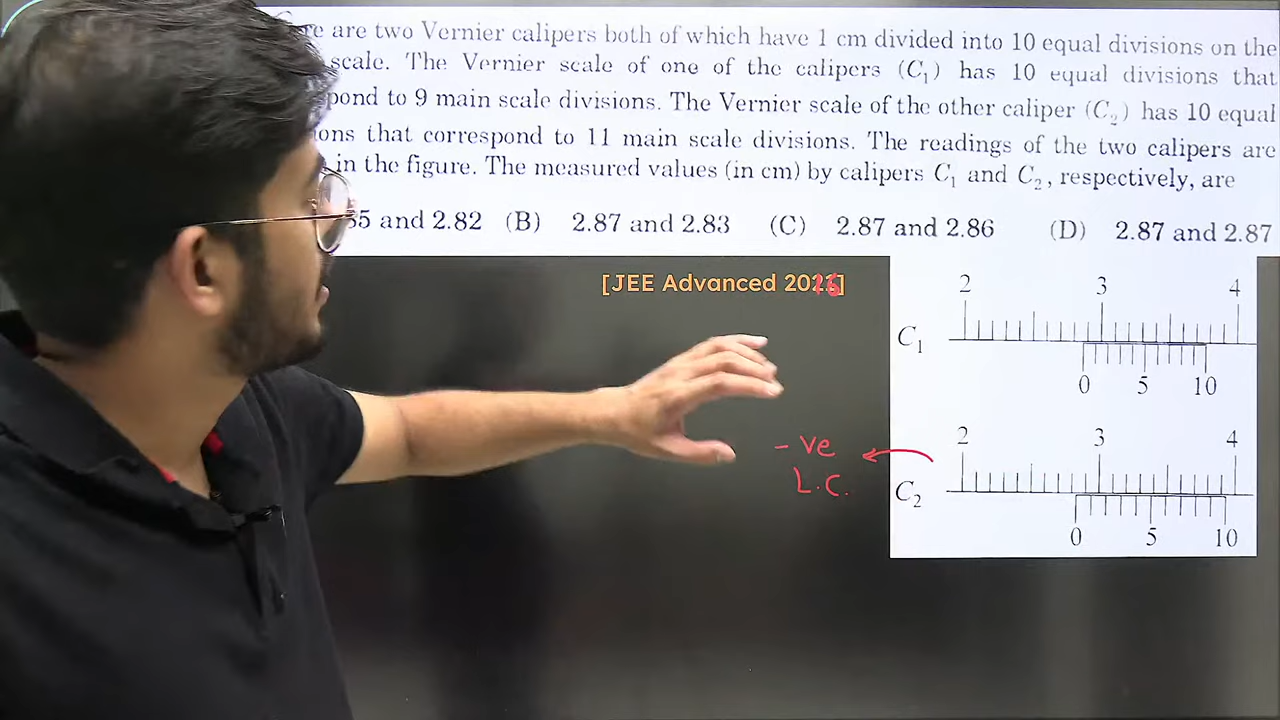 are two Vernier calipers both of which have 1 cm divided into 10 equal divisions on the
scale. The Vernier scale of one of the calipers (C₁) has 10 equal divisions that
pond to 9 main scale divisions. The Vernier scale of the other caliper (C₂) has 10 equal
ons that correspond to 11 main scale divisions. The readings of the two calipers are
in the figure. The measured values (in cm) by calipers C₁ and C₂, respectively, are
5 and 2.82 (B) 2.87 and 2.83 (C) 2.87 and 2.86 (D) 2.87 and 2.87
[JEE Advanced 2016]
2 3 4
C₁
0 5 10
2 3 4
-ve
L.C.
C₂
0 5 10